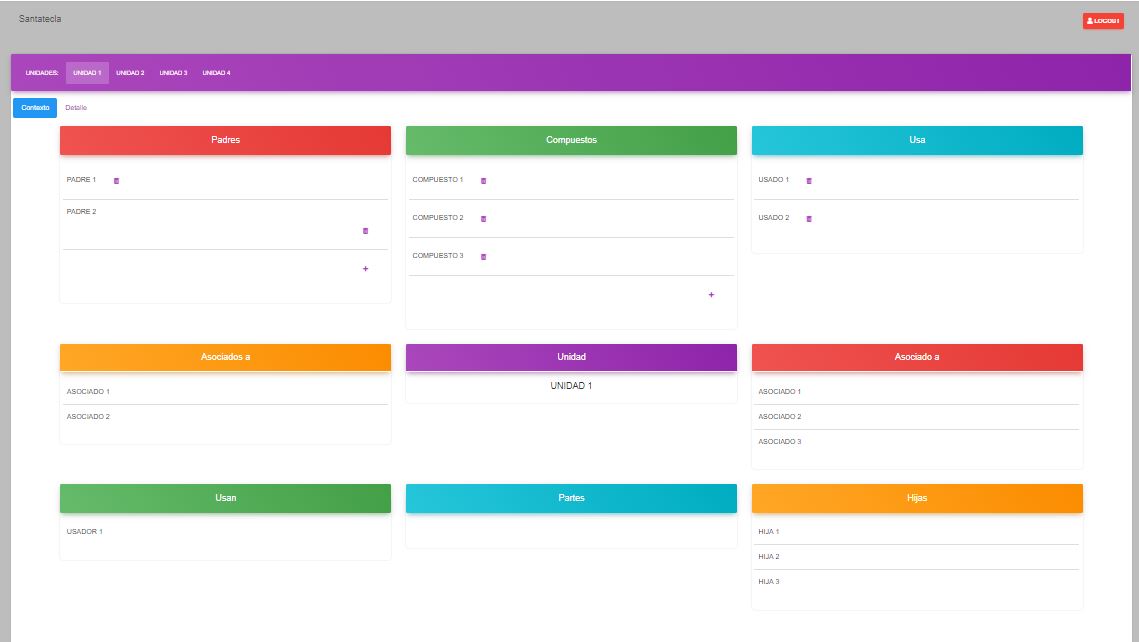 Santatecla
LOGOUT
UNIDADES: UNIDAD 1 UNIDAD 2 UNIDAD 3 UNIDAD 4
Contexto Detalle
Padres
PADRE 1
PADRE 2
+
Compuestos
COMPUESTO 1
COMPUESTO 2
COMPUESTO 3
+
Usa
USADO 1
USADO 2
Asociados a
ASOCIADO 1
ASOCIADO 2
Unidad
UNIDAD 1
Asociado a
ASOCIADO 1
ASOCIADO 2
ASOCIADO 3
Usan
USADOR 1
Partes
Hijas
HIJA 1
HIJA 2
HIJA 3